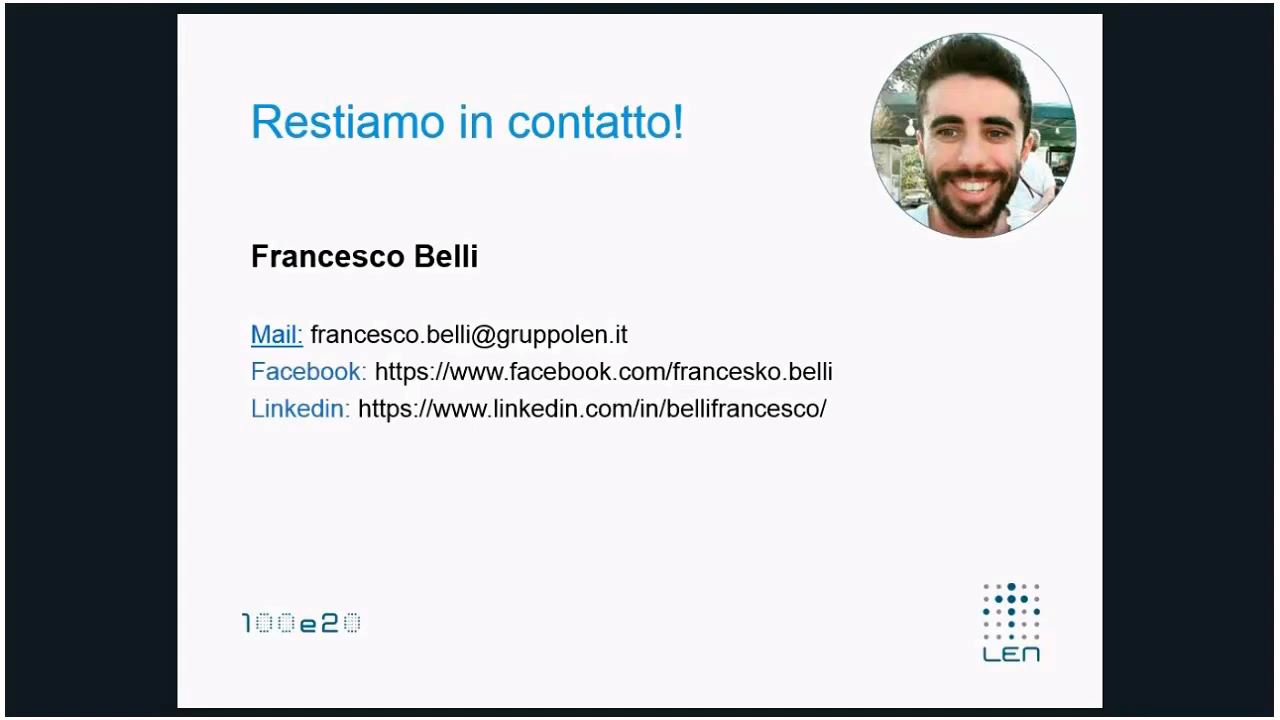 Restiamo in contatto!
Francesco Belli
Mail: francesco.belli@gruppolen.it
Facebook: https://www.facebook.com/francesko.belli
Linkedin: https://www.linkedin.com/in/bellifrancesco/
100e20
LEN